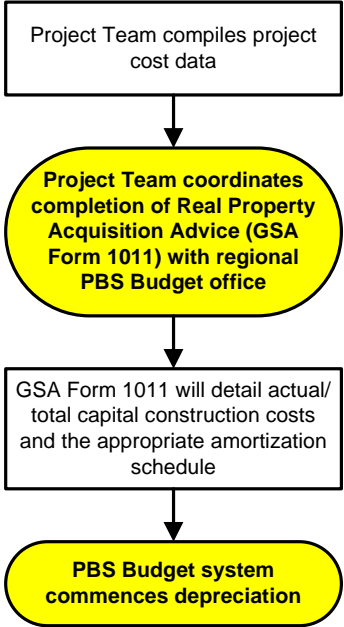 Project Team compiles project
cost data
Project Team coordinates
completion of Real Property
Acquisition Advice (GSA
Form 1011) with regional
PBS Budget office
GSA Form 1011 will detail actual/
total capital construction costs
and the appropriate amortization
schedule
PBS Budget system
commences depreciation